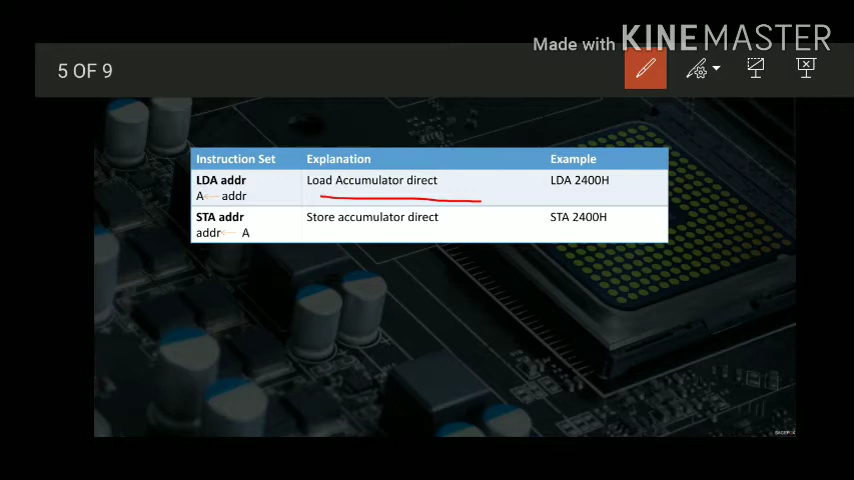 Made with KINEMASTER
5 OF 9
Instruction Set Explanation Example
LDA addr Load Accumulator direct LDA 2400H
A← addr
STA addr Store accumulator direct STA 2400H
addr← A